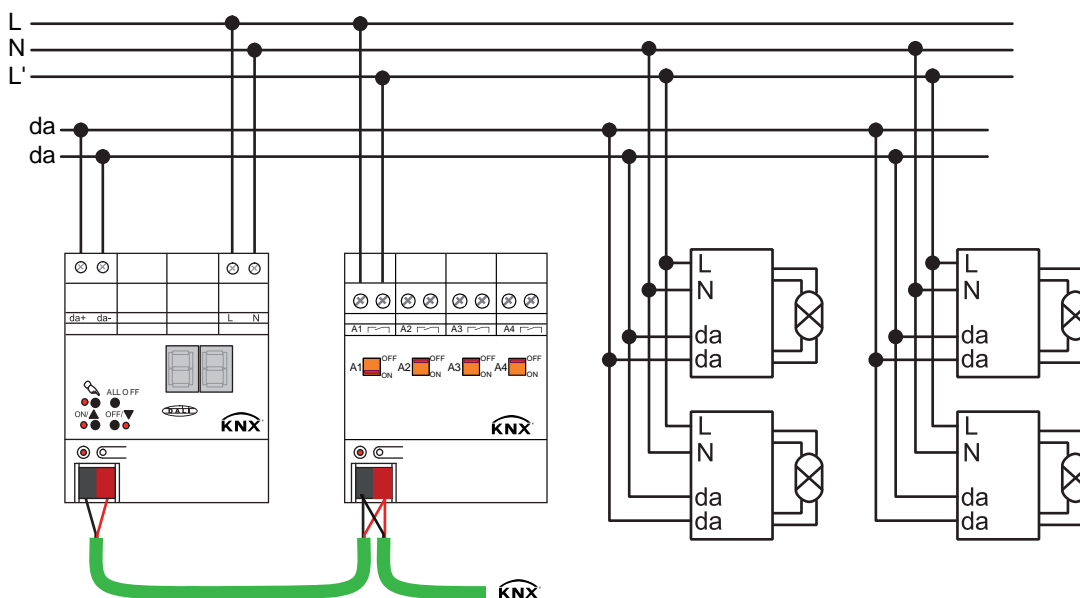 L
N
L'
da
da
da+ da- L N
A1 A2 A3 A4
A1 OFF ON A2 OFF ON A3 OFF ON A4 OFF ON
ALL OFF
ON/▲ OFF/▼
DALI
KNX
KNX
L
N
da
da
L
N
da
da
L
N
da
da
L
N
da
da
KNX